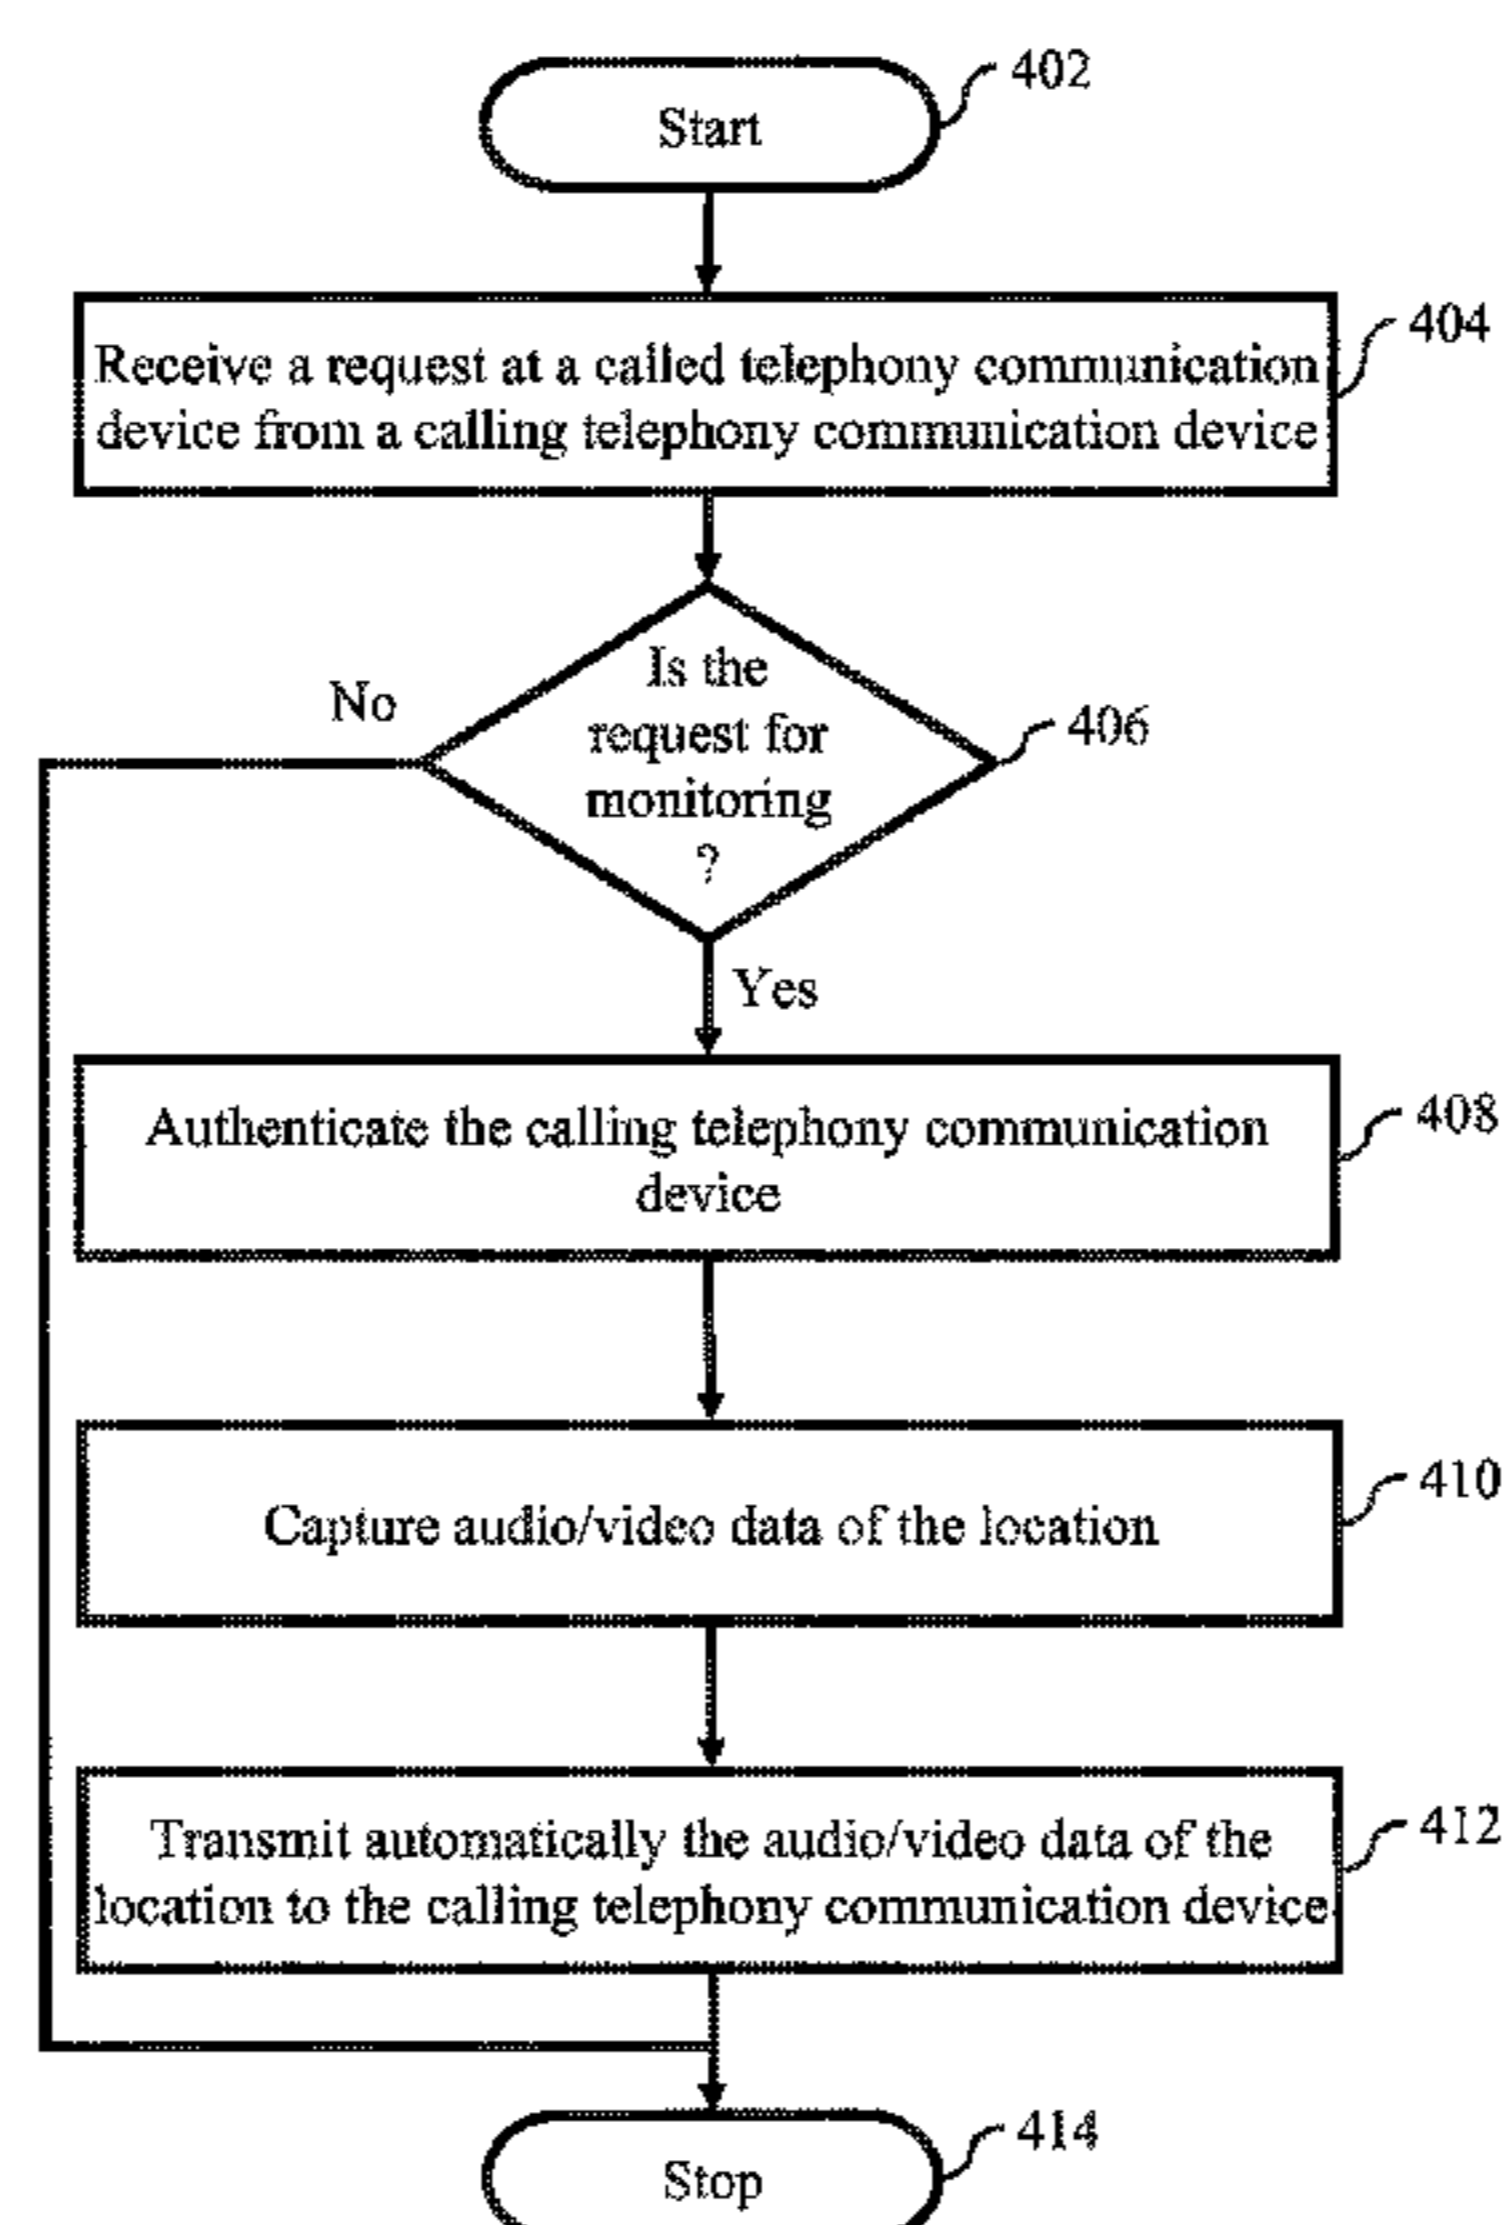 Start
402
Receive a request at a called telephony communication
device from a calling telephony communication device
404
Is the
request for
monitoring
?
406
No
Yes
Authenticate the calling telephony communication
device
408
Capture audio/video data of the location
410
Transmit automatically the audio/video data of the
location to the calling telephony communication device
412
Stop
414